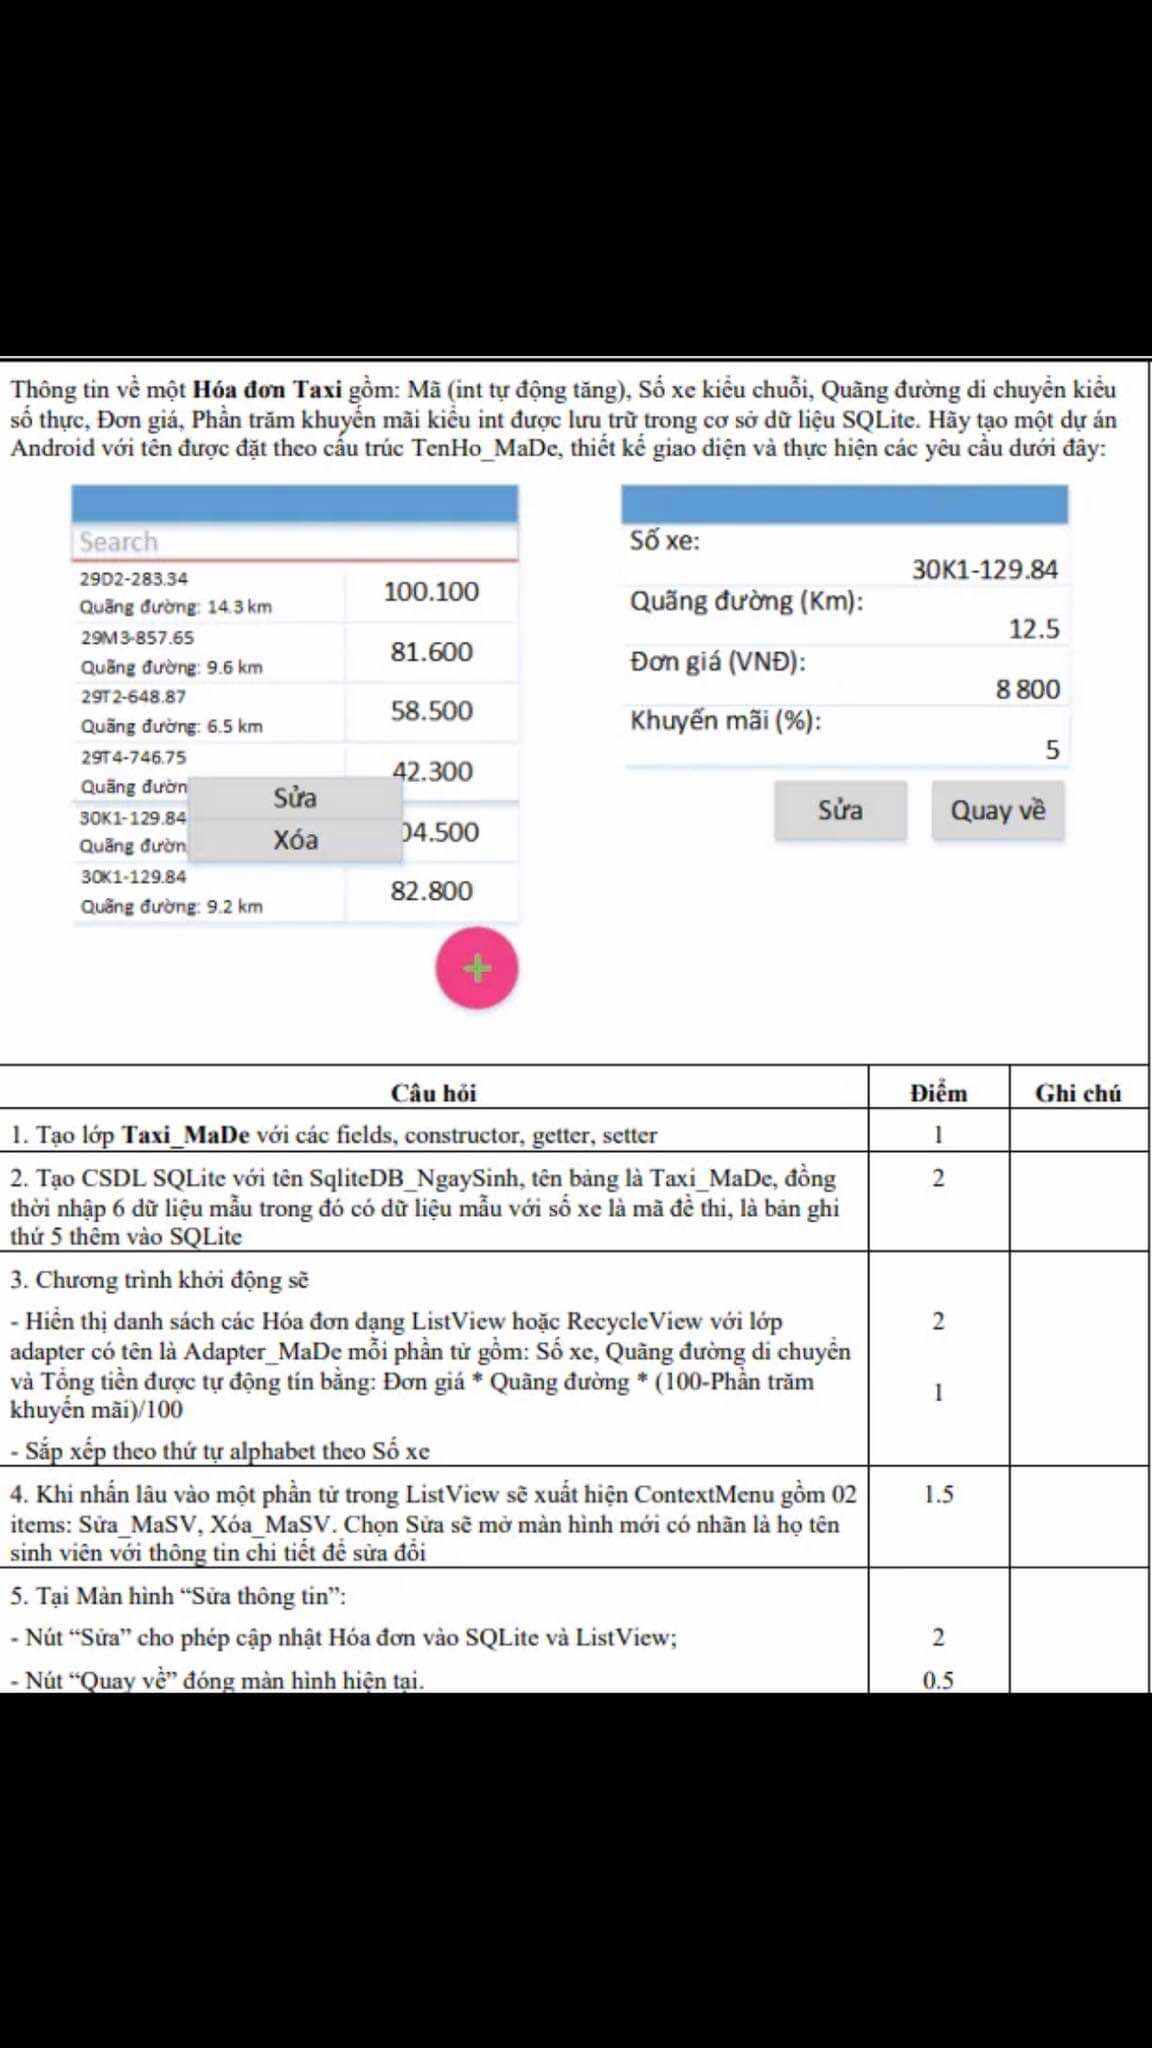 Thông tin về một Hóa đơn Taxi gồm: Mã (int tự động tăng), Số xe kiểu chuỗi, Quãng đường di chuyển kiểu
số thực, Đơn giá, Phần trăm khuyến mãi kiểu int được lưu trữ trong cơ sở dữ liệu SQLite. Hãy tạo một dự án
Android với tên được đặt theo cấu trúc TenHo_MaDe, thiết kế giao diện và thực hiện các yêu cầu dưới đây:
Search
29D2-283.34
Quãng đường: 14.3 km
100.100
29M3-857.65
Quãng đường: 9.6 km
81.600
29T2-648.87
Quãng đường: 6.5 km
58.500
29T4-746.75
Quãng đườn
42.300
30K1-129.84
Quãng đườn
04.500
Sửa
Xóa
30K1-129.84
Quãng đường: 9.2 km
82.800
+
Số xe:
30K1-129.84
Quãng đường (Km):
12.5
Đơn giá (VNĐ):
8 800
Khuyến mãi (%):
5
Sửa
Quay về
Câu hỏi Điểm Ghi chú
1. Tạo lớp Taxi_MaDe với các fields, constructor, getter, setter 1
2. Tạo CSDL SQLite với tên SqliteDB_NgaySinh, tên bảng là Taxi_MaDe, đồng 2
thời nhập 6 dữ liệu mẫu trong đó có dữ liệu mẫu với số xe là mã đề thi, là bản ghi
thứ 5 thêm vào SQLite
3. Chương trình khởi động sẽ
- Hiển thị danh sách các Hóa đơn dạng ListView hoặc RecycleView với lớp 2
adapter có tên là Adapter_MaDe mỗi phần tử gồm: Số xe, Quãng đường di chuyển
và Tổng tiền được tự động tín bằng: Đơn giá * Quãng đường * (100-Phần trăm 1
khuyến mãi)/100
- Sắp xếp theo thứ tự alphabet theo Số xe
4. Khi nhấn lâu vào một phần tử trong ListView sẽ xuất hiện ContextMenu gồm 02 1.5
items: Sửa_MaSV, Xóa_MaSV. Chọn Sửa sẽ mở màn hình mới có nhãn là họ tên
sinh viên với thông tin chi tiết để sửa đổi
5. Tại Màn hình “Sửa thông tin”:
- Nút “Sửa” cho phép cập nhật Hóa đơn vào SQLite và ListView; 2
- Nút “Quay về” đóng màn hình hiện tại. 0.5